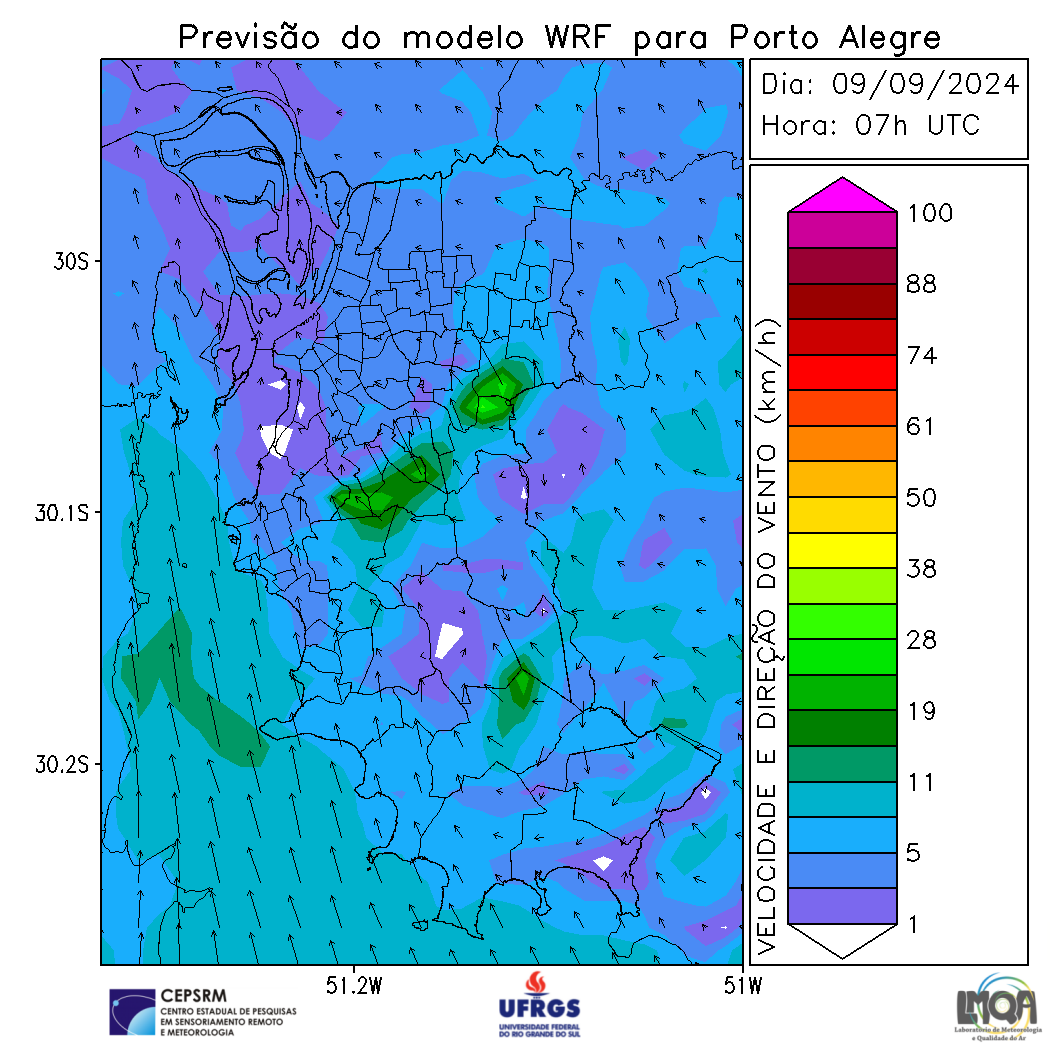 Previsão do modelo WRF para Porto Alegre
Dia: 09/09/2024
Hora: 07h UTC
30S
30.1S
30.2S
51.2W
51W
VELOCIDADE E DIREÇÃO DO VENTO (km/h)
100
88
74
61
50
38
28
19
11
5
1
CEPSRM
CENTRO ESTADUAL DE PESQUISAS
EM SENSORIAMENTO REMOTO
E METEOROLOGIA
UFRGS
UNIVERSIDADE FEDERAL
DO RIO GRANDE DO SUL
LMQA
Laboratório de Meteorologia
e Qualidade do Ar